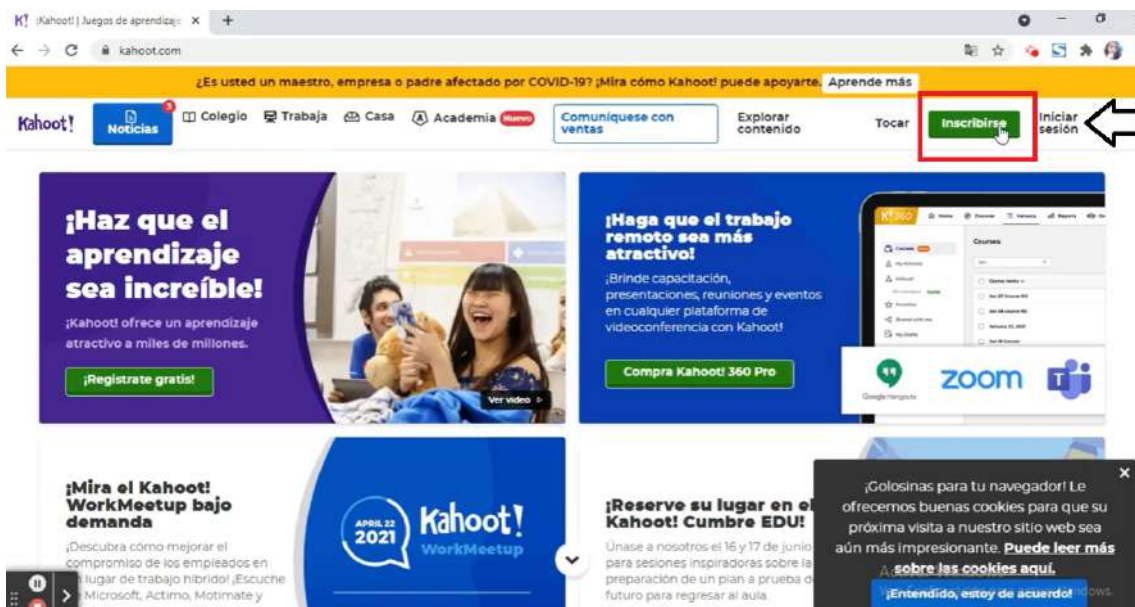 K! ¡Kahoot! | Juegos de aprendizaje
kahoot.com
¿Es usted un maestro, empresa o padre afectado por COVID-19? ¡Mira cómo Kahoot! puede apoyarte. Aprende más
Kahoot!
3
Noticias
Colegio
Trabaja
Casa
Academia Nuevo
Comuníquese con
ventas
Explorar
contenido
Tocar
Inscribirse
Iniciar
sesión
¡Haz que el
aprendizaje
sea increíble!
¡Kahoot! ofrece un aprendizaje
atractivo a miles de millones.
¡Registrate gratis!
Ver video
¡Haga que el trabajo
remoto sea más
atractivo!
¡Brinde capacitación,
presentaciones, reuniones y eventos
en cualquier plataforma de
videoconferencia con Kahoot!
Compra Kahoot! 360 Pro
K! 360
Home
Discover
Reports
Courses
Courses
Google Hangouts
zoom
T
¡Mira el Kahoot!
WorkMeetup bajo
demanda
¡Descubra cómo mejorar el
compromiso de los empleados en
lugar de trabajo híbrido! ¡Escuche
Microsoft, Actimo, Motimate y
APRIL 22
2021
Kahoot!
WorkMeetup
¡Reserve su lugar en el
Kahoot! Cumbre EDU!
Únase a nosotros el 16 y 17 de junio
para sesiones inspiradoras sobre la
preparación de un plan a prueba de
futuro para regresar al aula.
¡Golosinas para tu navegador! Le
ofrecemos buenas cookies para que su
próxima visita a nuestro sitio web sea
aún más impresionante. Puede leer más
sobre las cookies aquí.
¡Entendido, estoy de acuerdo!